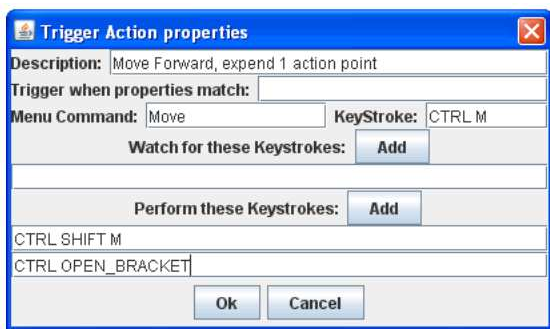 Trigger Action properties
Description: Move Forward, expend 1 action point
Trigger when properties match:
Menu Command: Move KeyStroke: CTRL M
Watch for these Keystrokes: Add
Perform these Keystrokes: Add
CTRL SHIFT M
CTRL OPEN_BRACKET
Ok Cancel